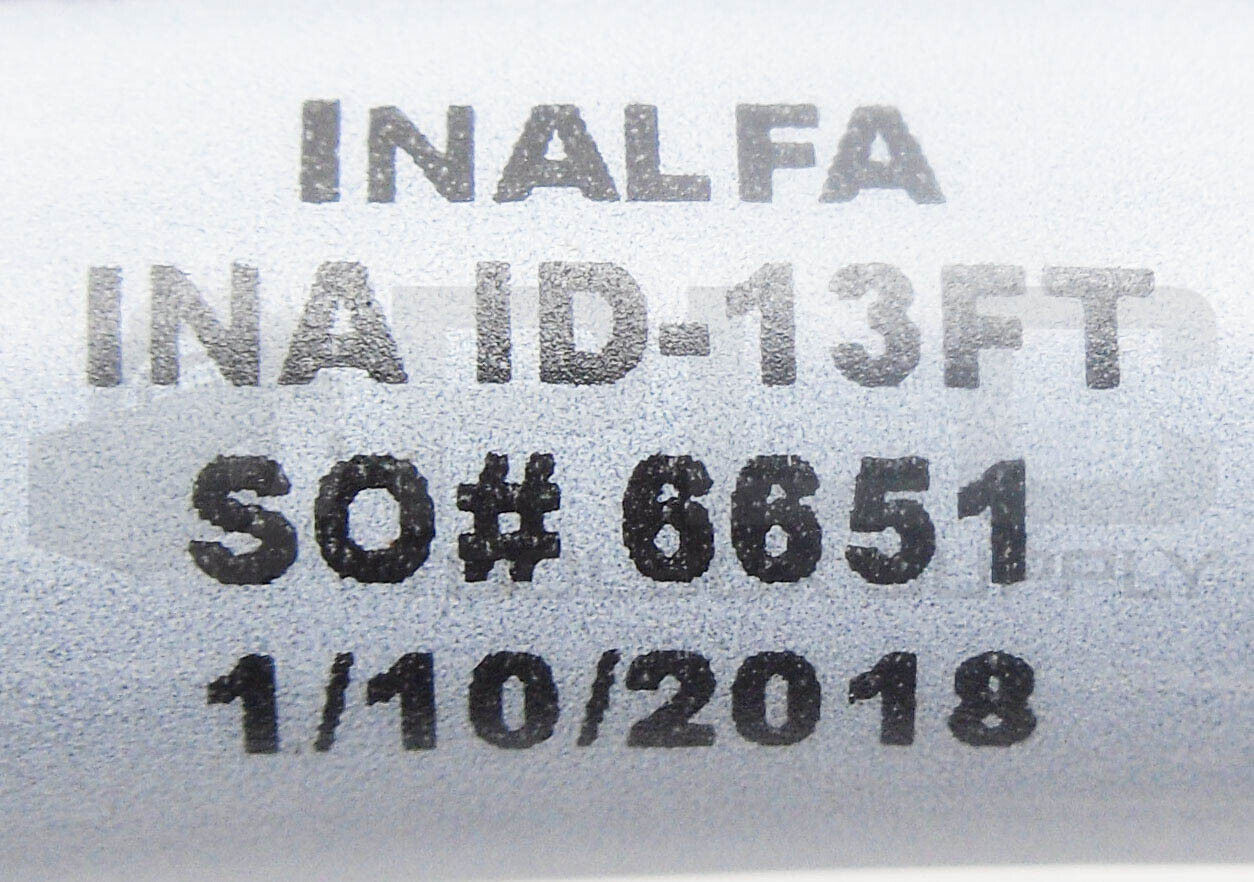 INALFA
INA ID-13FT
SO# 6651
1/10/2018